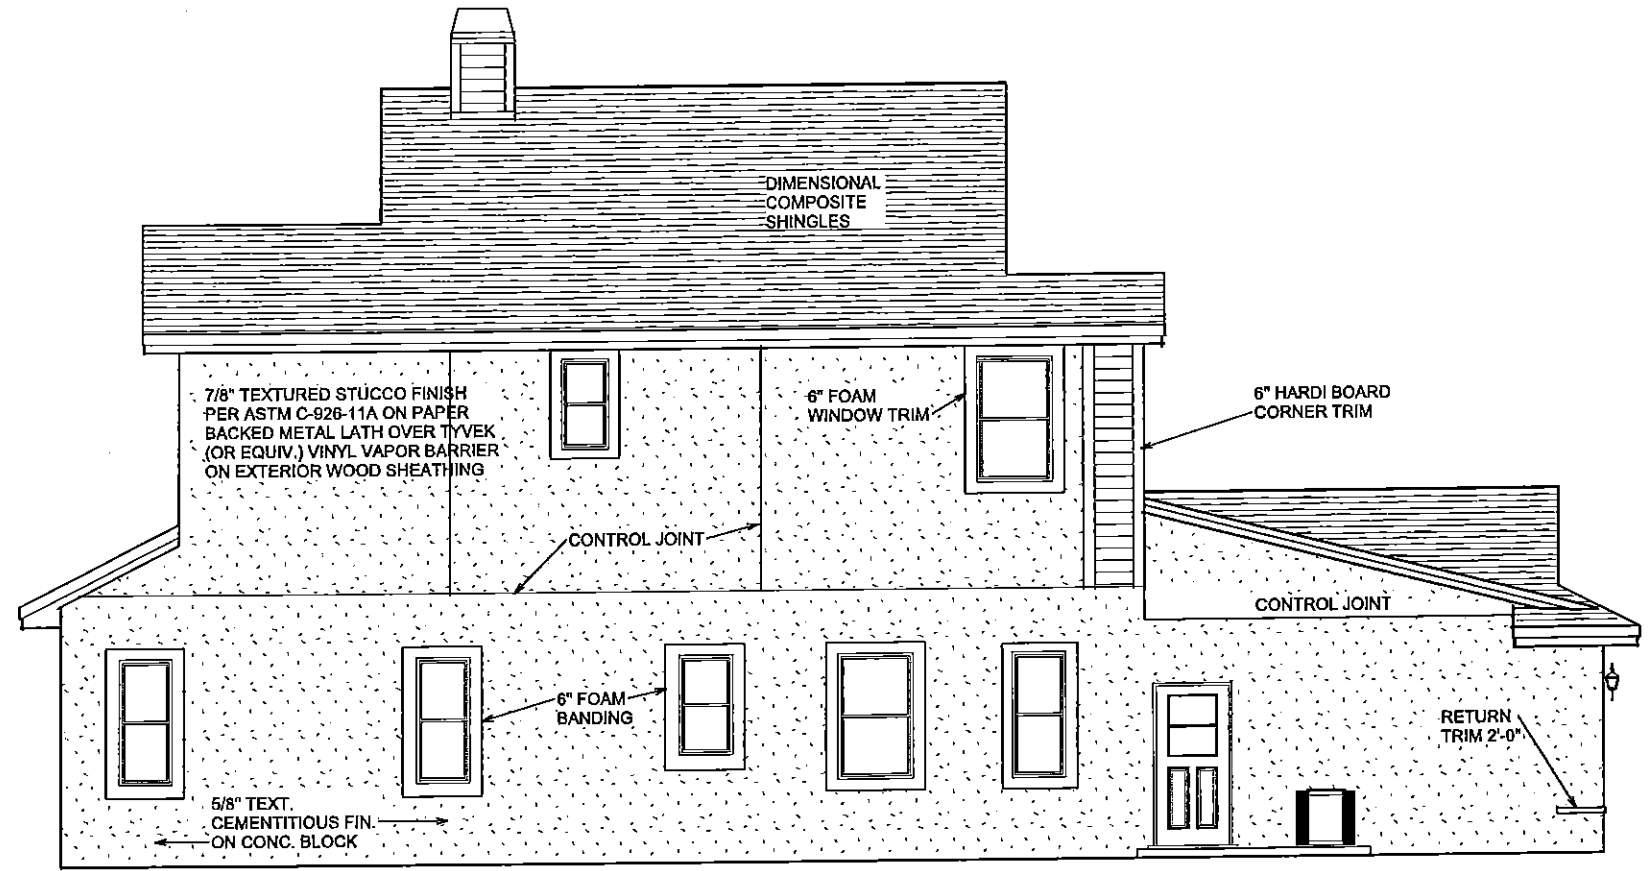 DIMENSIONAL
COMPOSITE
SHINGLES
7/8" TEXTURED STUCCO FINISH
PER ASTM C-926-11A ON PAPER
BACKED METAL LATH OVER TYVEK
(OR EQUIV.) VINYL VAPOR BARRIER
ON EXTERIOR WOOD SHEATHING
6" FOAM
WINDOW TRIM
6" HARDI BOARD
CORNER TRIM
CONTROL JOINT
CONTROL JOINT
6" FOAM
BANDING
RETURN
TRIM 2'-0"
5/8" TEXT.
CEMENTITIOUS FIN.
ON CONC. BLOCK